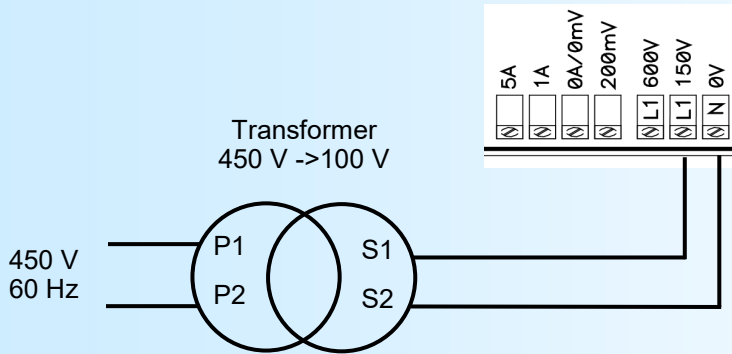 5A
1A
0A/0mV
200mV
600V
150V
0V
L1
L1
N
Transformer
450 V ->100 V
P1
S1
P2
S2
450 V
60 Hz